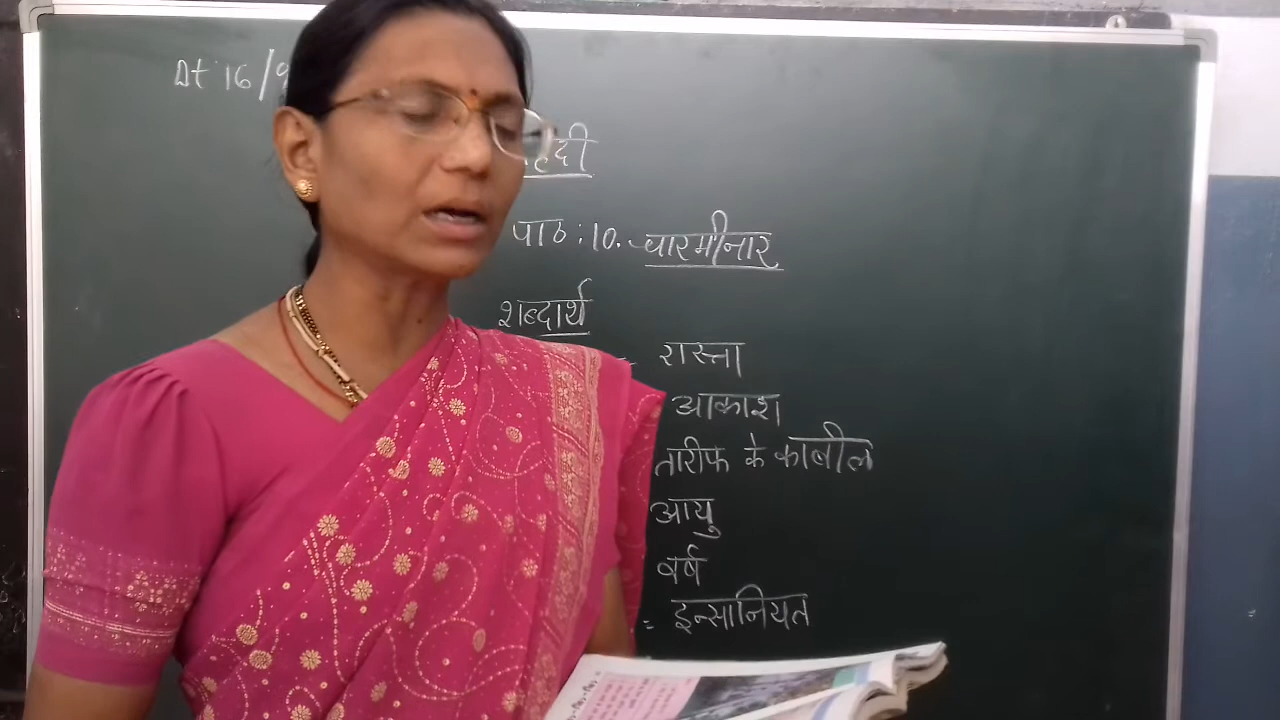 Dt 16/9
हिंदी
पाठ : 10. चारमीनार
शब्दार्थ
= रास्ता
आकाश
तारीफ के काबील
आयु
वर्ष
= इन्सानियत